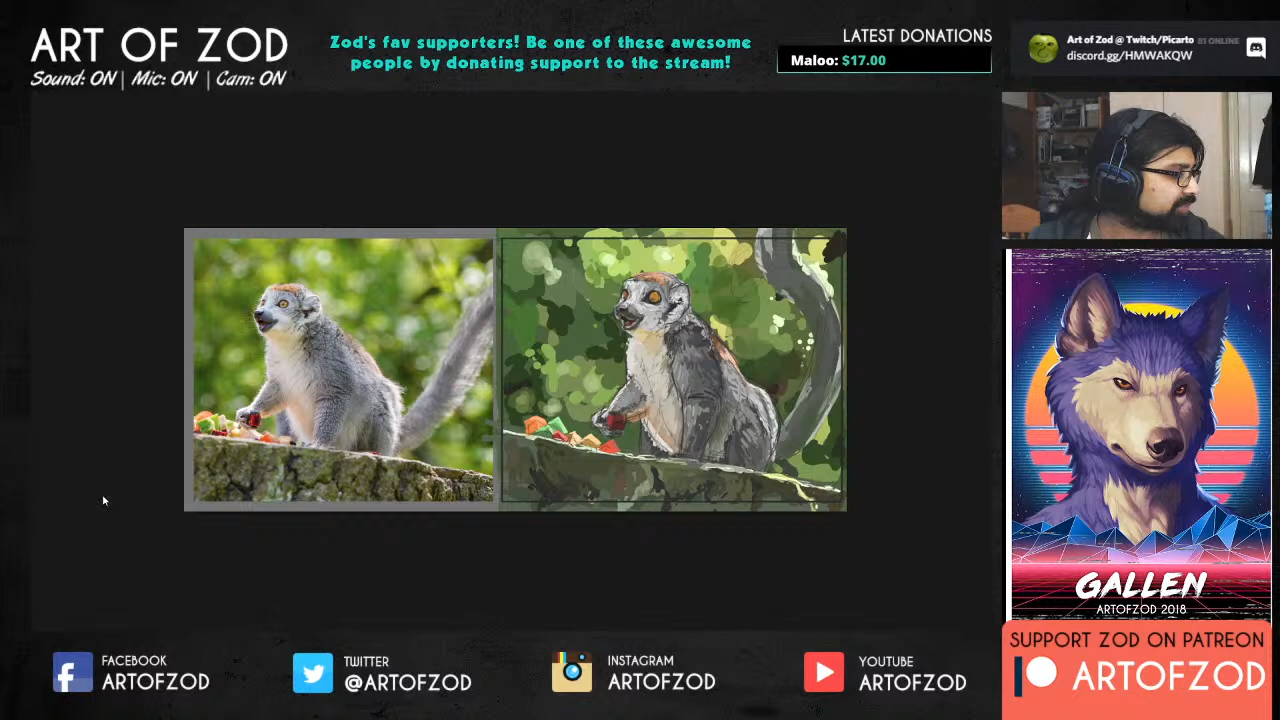 ART OF ZOD
Sound: ON | Mic: ON | Cam: ON
Zod's fav supporters! Be one of these awesome
people by donating support to the stream!
LATEST DONATIONS
Maloo: $17.00
Art of Zod @ Twitch/Picarto 81 ONLINE
discord.gg/HMWAKQW
GALLEN
ARTOFZOD 2018
SUPPORT ZOD ON PATREON
ARTOFZOD
FACEBOOK
ARTOFZOD
TWITTER
@ARTOFZOD
INSTAGRAM
ARTOFZOD
YOUTUBE
ARTOFZOD